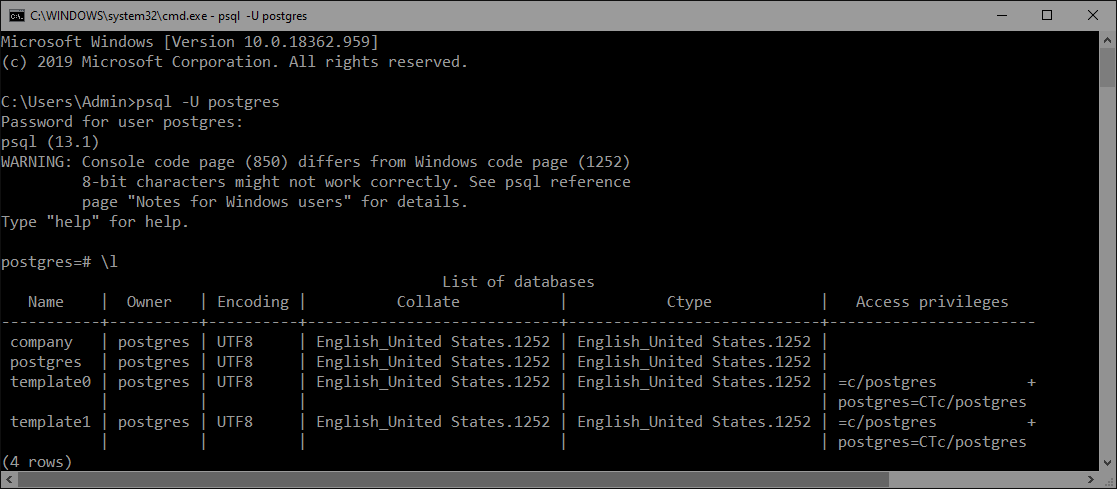 C:\WINDOWS\system32\cmd.exe - psql  -U postgres
Microsoft Windows [Version 10.0.18362.959]
(c) 2019 Microsoft Corporation. All rights reserved.
C:\Users\Admin>psql -U postgres
Password for user postgres:
psql (13.1)
WARNING: Console code page (850) differs from Windows code page (1252)
         8-bit characters might not work correctly. See psql reference
         page "Notes for Windows users" for details.
Type "help" for help.
postgres=# \l
                                                 List of databases
   Name    |  Owner   | Encoding |          Collate           |           Ctype            |   Access privileges
-----------+----------+----------+----------------------------+----------------------------+-----------------------
 company   | postgres | UTF8     | English_United States.1252 | English_United States.1252 |
 postgres  | postgres | UTF8     | English_United States.1252 | English_United States.1252 |
 template0 | postgres | UTF8     | English_United States.1252 | English_United States.1252 | =c/postgres          +
           |          |          |                            |                            | postgres=CTc/postgres
 template1 | postgres | UTF8     | English_United States.1252 | English_United States.1252 | =c/postgres          +
           |          |          |                            |                            | postgres=CTc/postgres
(4 rows)